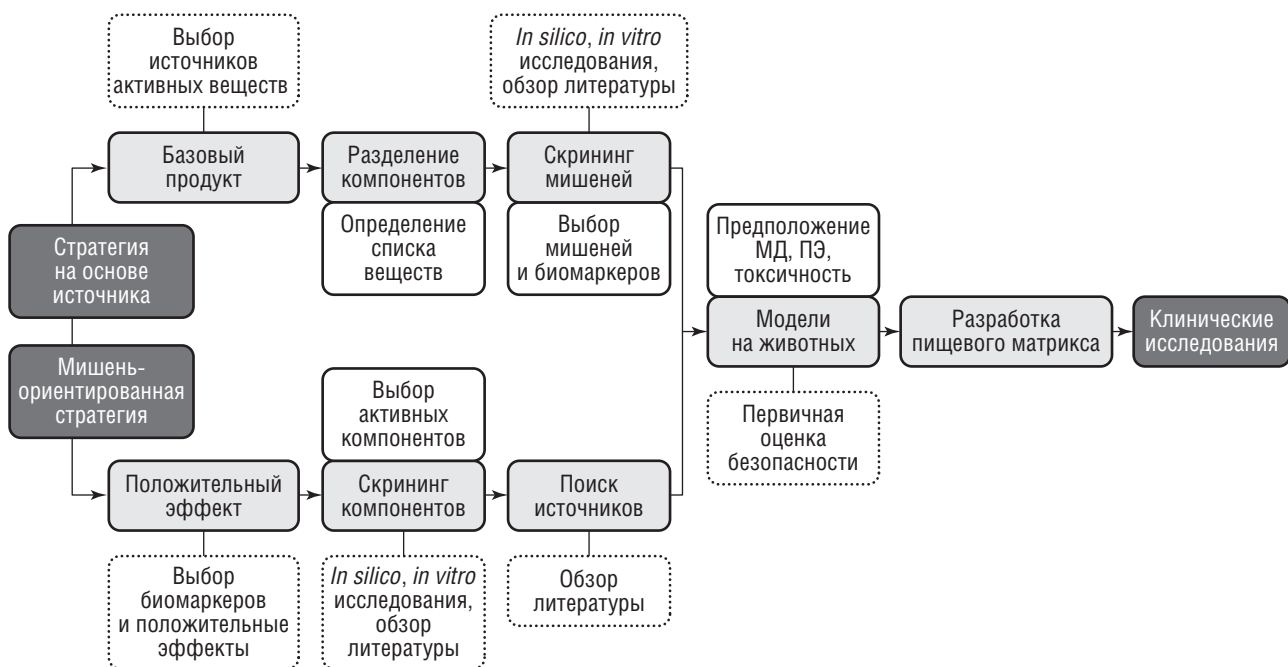 Выбор
источников
активных веществ
In silico, in vitro
исследования,
обзор литературы
Базовый
продукт
Разделение
компонентов
Скрининг
мишеней
Определение
списка
веществ
Выбор
мишеней
и биомаркеров
Стратегия
на основе
источника
Мишень-
ориентированная
стратегия
Предположение
МД, ПЭ,
токсичность
Модели
на животных
Разработка
пищевого матрикса
Клинические
исследования
Первичная
оценка
безопасности
Выбор
активных
компонентов
Положительный
эффект
Скрининг
компонентов
Поиск
источников
Выбор
биомаркеров
и положительные
эффекты
In silico, in vitro
исследования,
обзор
литературы
Обзор
литературы